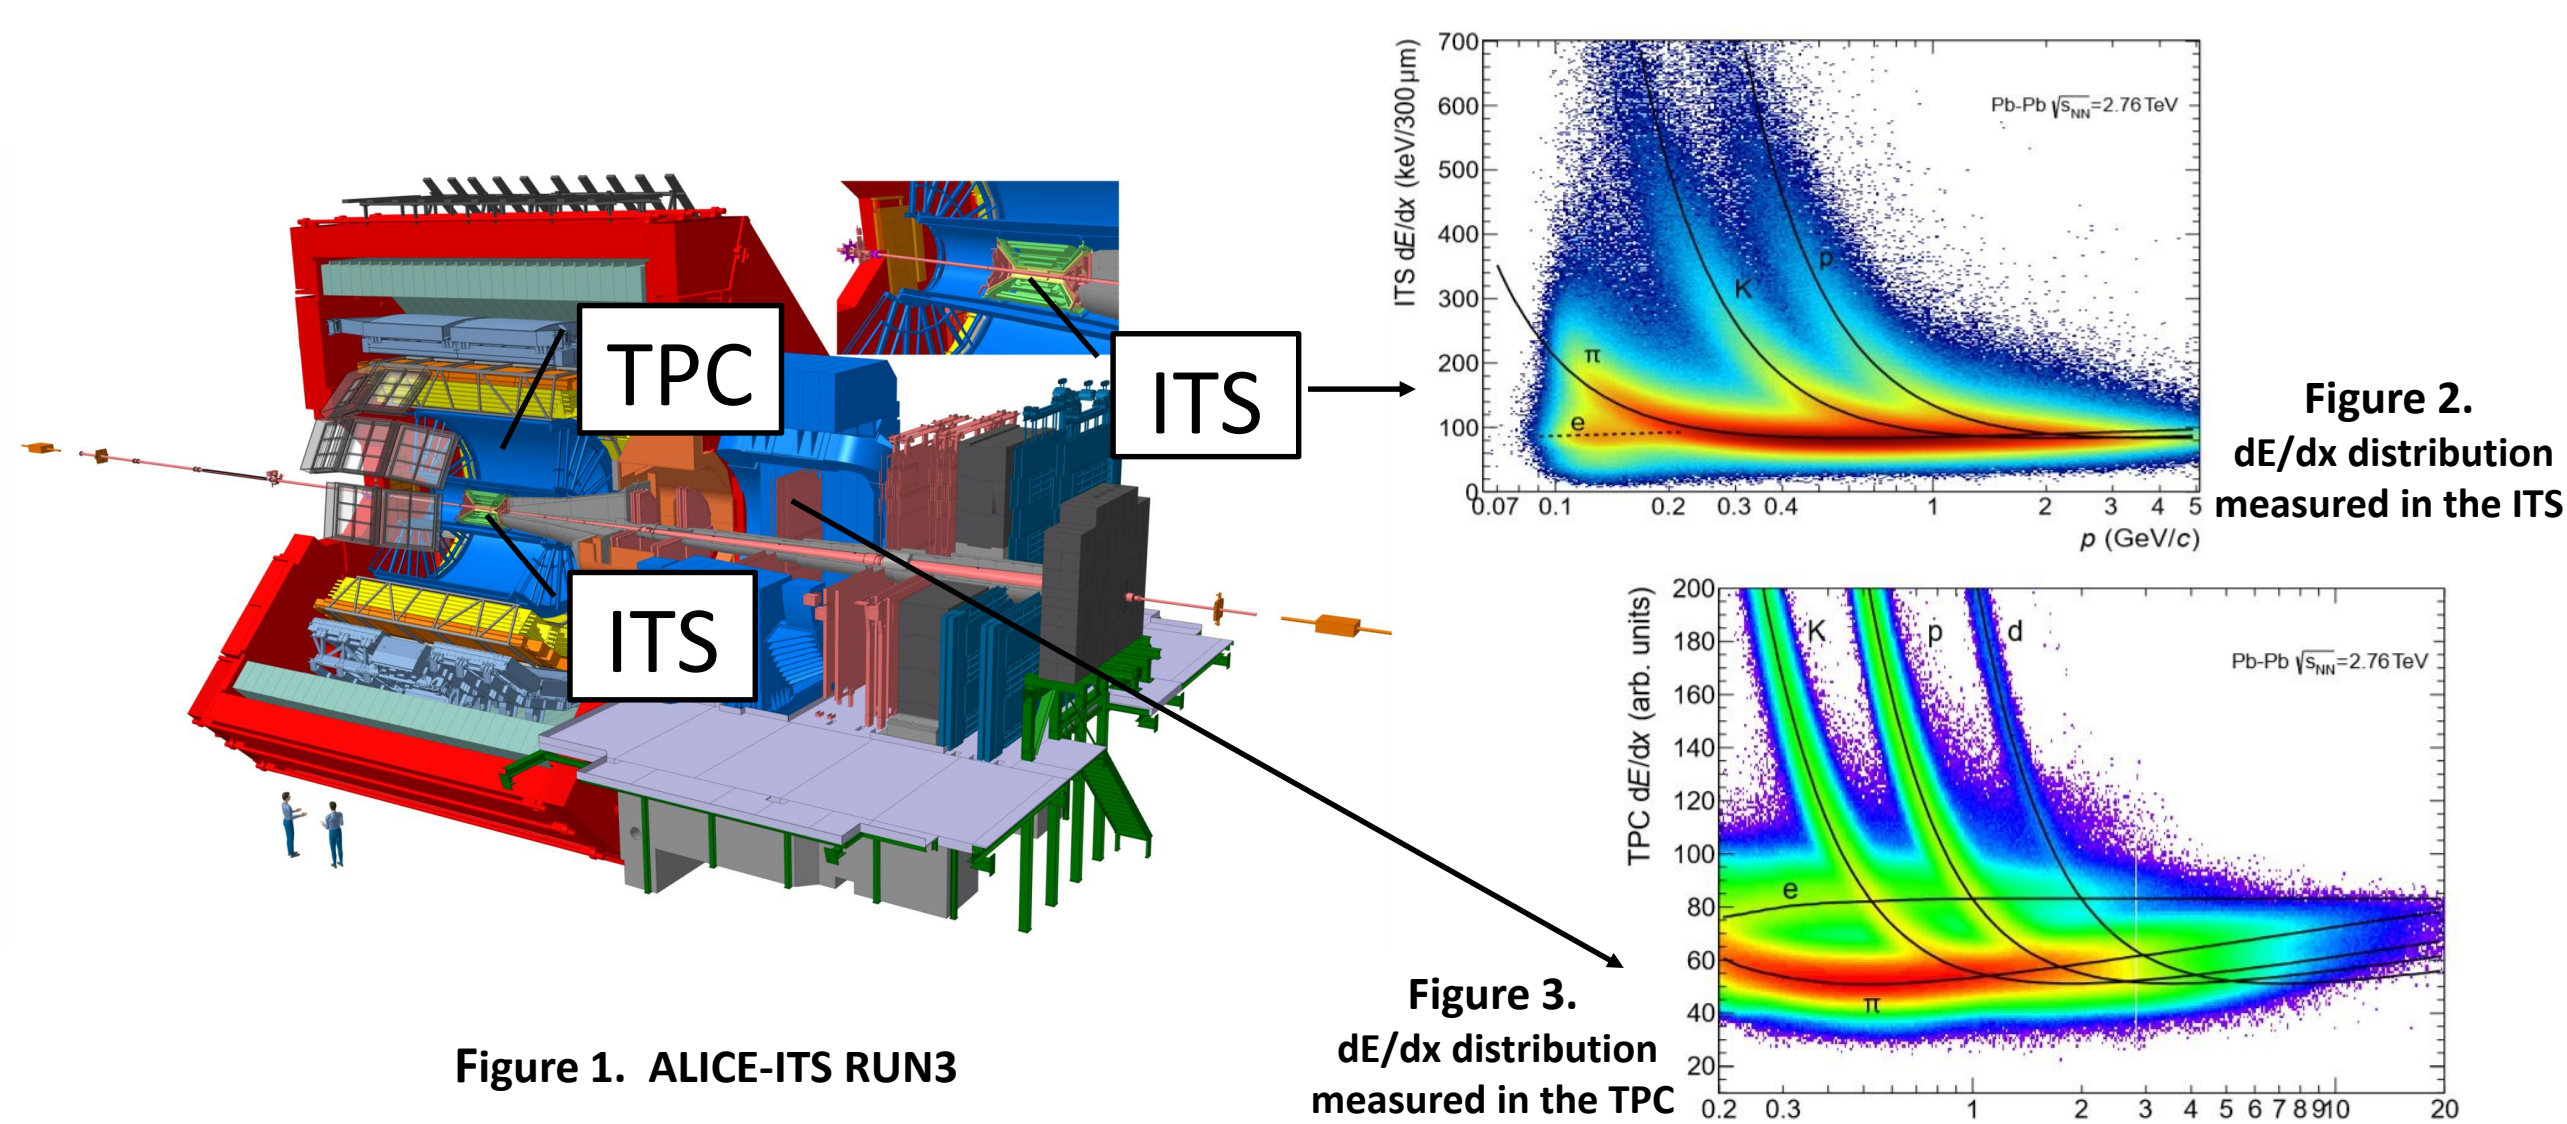 TPC
ITS
ITS
Figure 1. ALICE-ITS RUN3
ITS dE/dx (keV/300 μm)
700
600
500
400
300
200
100
0
Pb-Pb √sNN=2.76 TeV
π
e
K
p
0.07 0.1 0.2 0.3 0.4 1 2 3 4 5
p (GeV/c)
Figure 2.
dE/dx distribution
measured in the ITS
TPC dE/dx (arb. units)
200
180
160
140
120
100
80
60
40
20
K p d
Pb-Pb √sNN=2.76 TeV
e
π
0.2 0.3 1 2 3 4 5 6 7 8 9 10 20
Figure 3.
dE/dx distribution
measured in the TPC